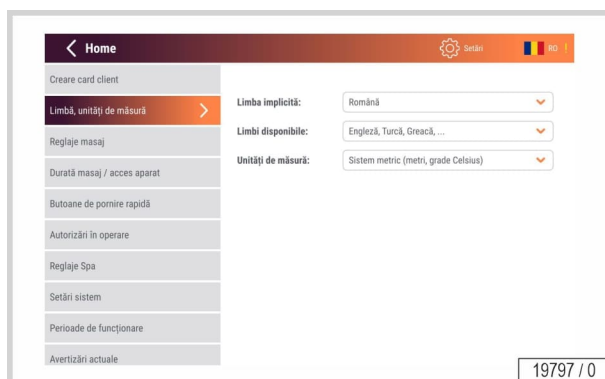 Home
Setări
RO !
Creare card client
Limbă, unități de măsură
Reglaje masaj
Durată masaj / acces aparat
Butoane de pornire rapidă
Autorizări în operare
Reglaje Spa
Setări sistem
Perioade de funcționare
Avertizări actuale
Limba implicită: Română
Limbi disponibile: Engleză, Turcă, Greacă, ...
Unități de măsură: Sistem metric (metri, grade Celsius)
19797 / 0